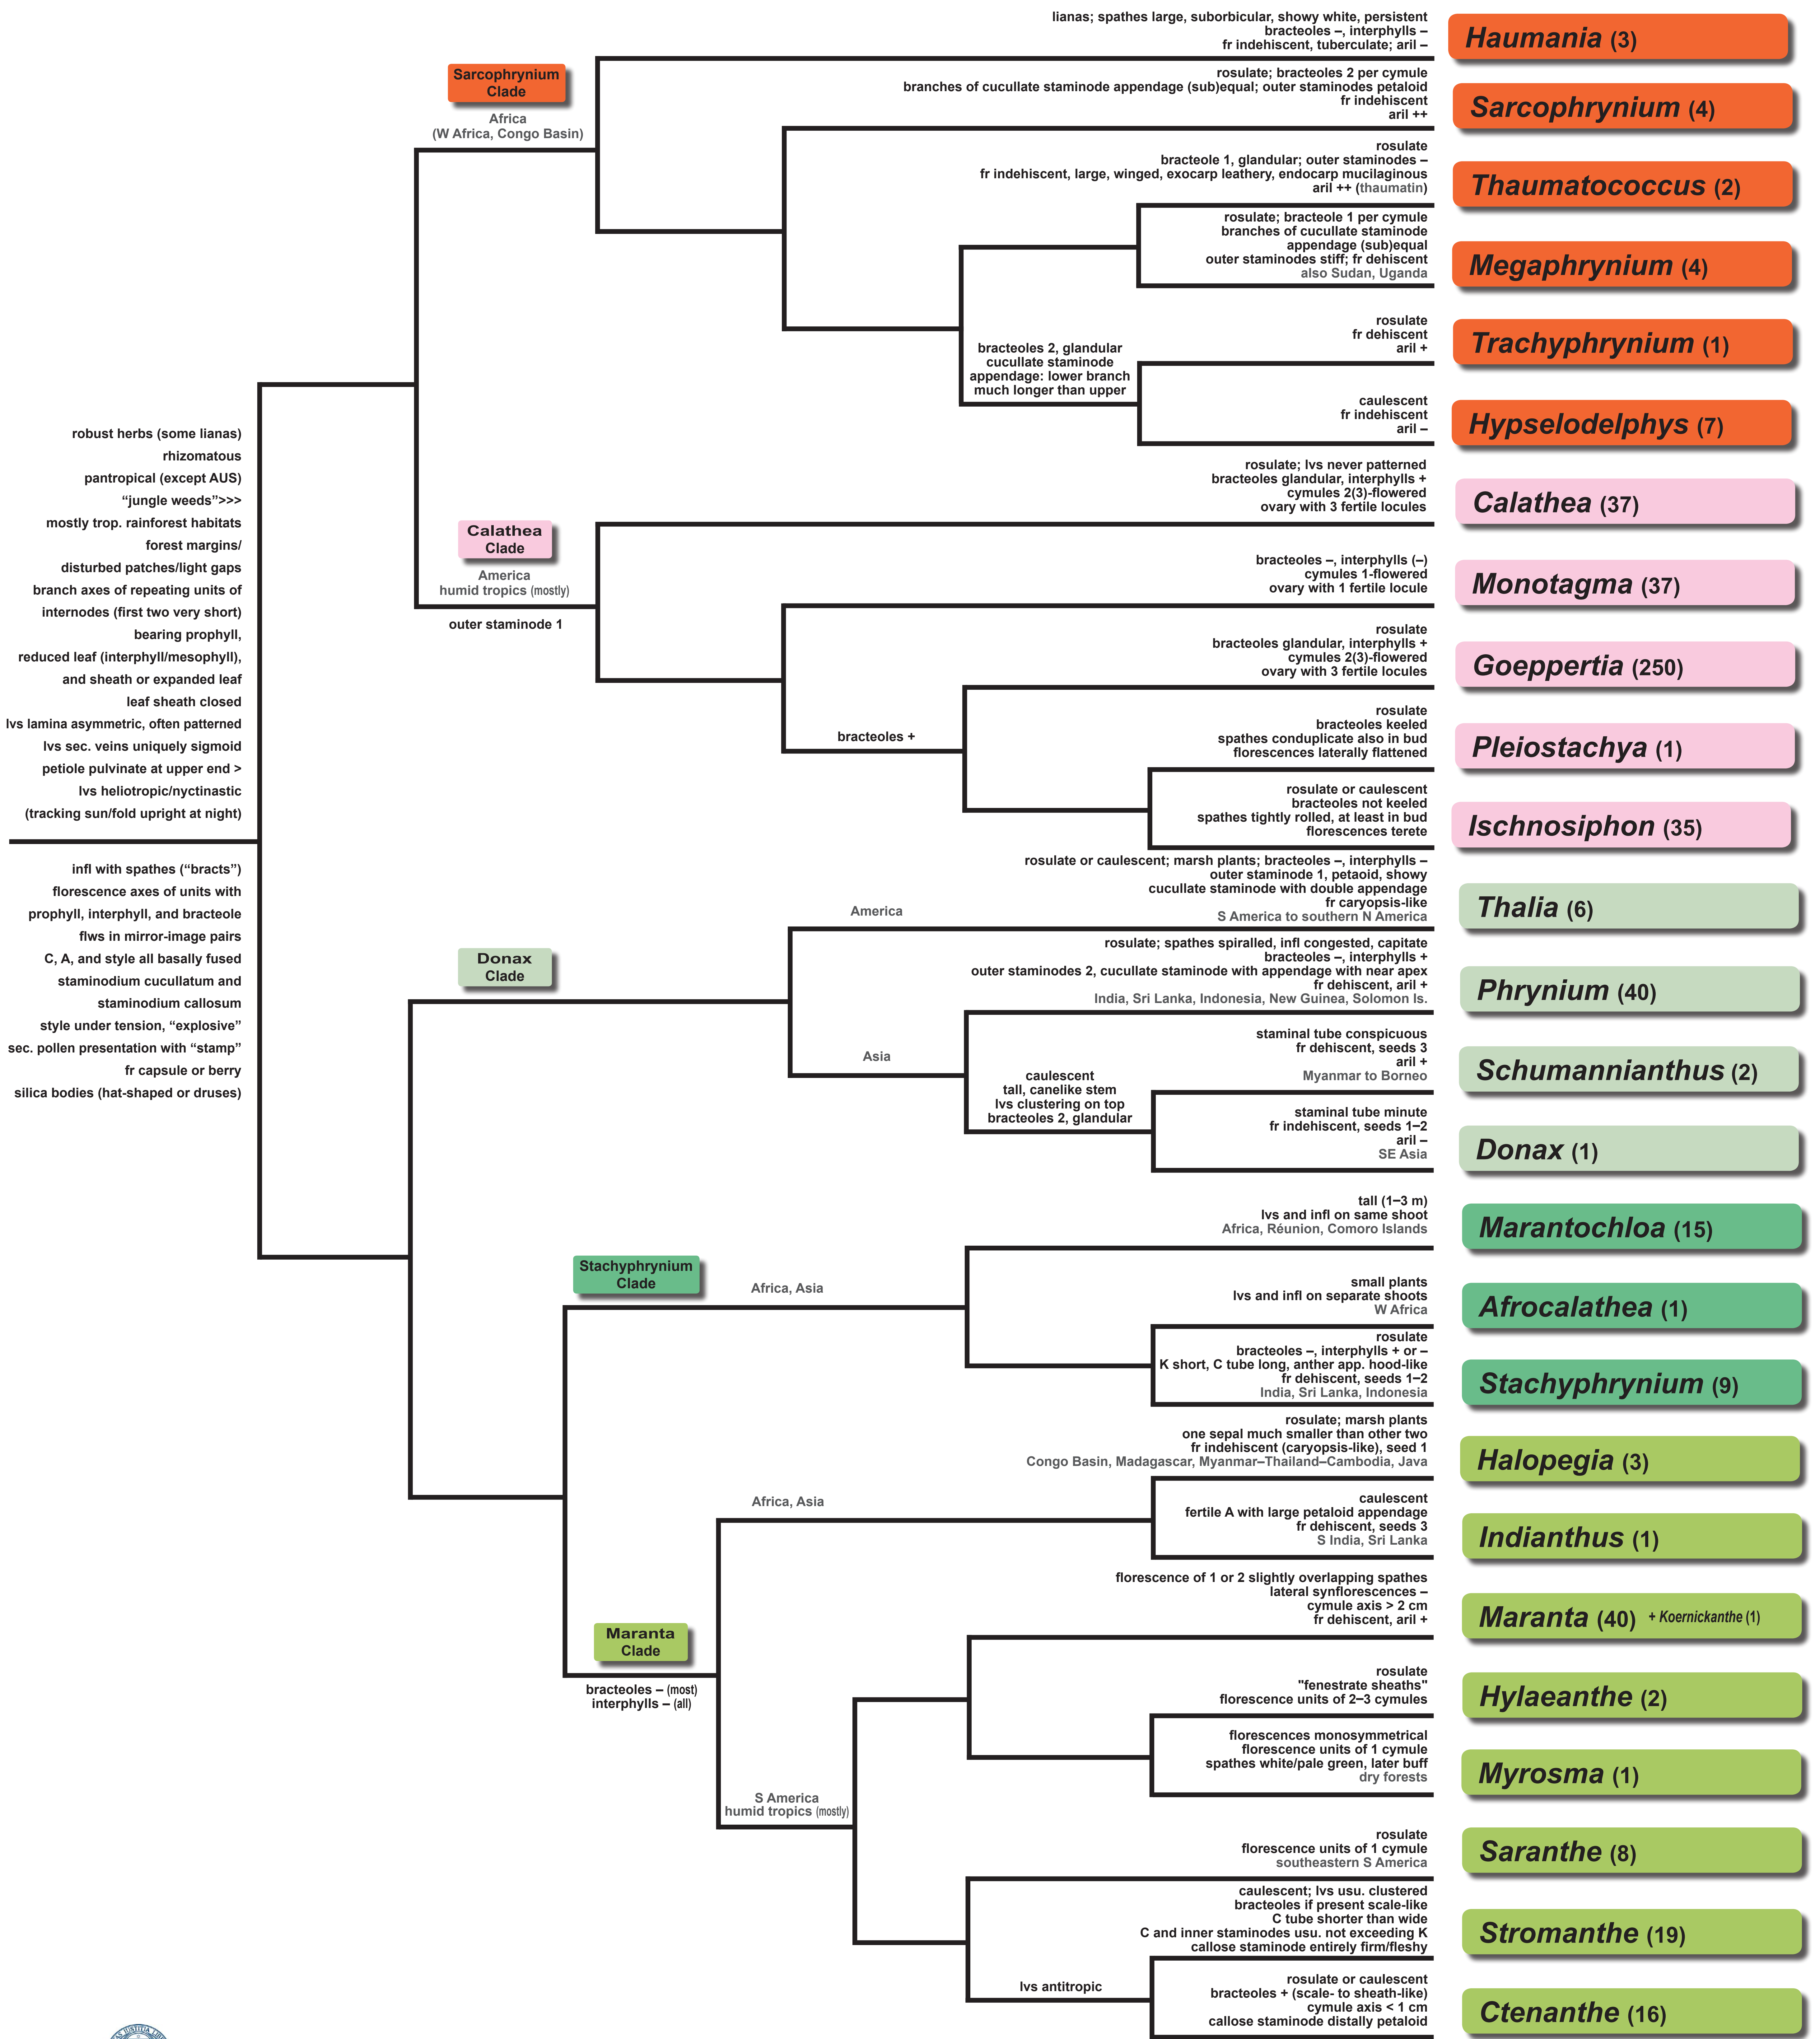 lianas; spathes large, suborbicular, showy white, persistent
bracteoles –, interphylls –
fr indehiscent, tuberculate; aril –
Haumania (3)
Sarcophrynium
Clade
Africa
(W Africa, Congo Basin)
rosulate; bracteoles 2 per cymule
branches of cucullate staminode appendage (sub)equal; outer staminodes petaloid
fr indehiscent
aril ++
Sarcophrynium (4)
rosulate
bracteole 1, glandular; outer staminodes –
fr indehiscent, large, winged, exocarp leathery, endocarp mucilaginous
aril ++ (thaumatin)
Thaumatococcus (2)
rosulate; bracteole 1 per cymule
branches of cucullate staminode
appendage (sub)equal
outer staminodes stiff; fr dehiscent
also Sudan, Uganda
Megaphrynium (4)
rosulate
fr dehiscent
aril +
Trachyphrynium (1)
bracteoles 2, glandular
cucullate staminode
appendage: lower branch
much longer than upper
caulescent
fr indehiscent
aril –
Hypselodelphys (7)
robust herbs (some lianas)
rhizomatous
pantropical (except AUS)
“jungle weeds”>>>
mostly trop. rainforest habitats
forest margins/
disturbed patches/light gaps
branch axes of repeating units of
internodes (first two very short)
bearing prophyll,
reduced leaf (interphyll/mesophyll),
and sheath or expanded leaf
leaf sheath closed
lvs lamina asymmetric, often patterned
lvs sec. veins uniquely sigmoid
petiole pulvinate at upper end >
lvs heliotropic/nyctinastic
(tracking sun/fold upright at night)
infl with spathes (“bracts”)
florescence axes of units with
prophyll, interphyll, and bracteole
flws in mirror-image pairs
C, A, and style all basally fused
staminodium cucullatum and
staminodium callosum
style under tension, “explosive”
sec. pollen presentation with “stamp”
fr capsule or berry
silica bodies (hat-shaped or druses)
Calathea
Clade
America
humid tropics (mostly)
outer staminode 1
rosulate; lvs never patterned
bracteoles glandular, interphylls +
cymules 2(3)-flowered
ovary with 3 fertile locules
Calathea (37)
bracteoles –, interphylls (–)
cymules 1-flowered
ovary with 1 fertile locule
Monotagma (37)
rosulate
bracteoles glandular, interphylls +
cymules 2(3)-flowered
ovary with 3 fertile locules
Goeppertia (250)
bracteoles +
rosulate
bracteoles keeled
spathes conduplicate also in bud
florescences laterally flattened
Pleiostachya (1)
rosulate or caulescent
bracteoles not keeled
spathes tightly rolled, at least in bud
florescences terete
Ischnosiphon (35)
Donax
Clade
America
rosulate or caulescent; marsh plants; bracteoles –, interphylls –
outer staminode 1, petaoid, showy
cucullate staminode with double appendage
fr caryopsis-like
S America to southern N America
Thalia (6)
rosulate; spathes spiralled, infl congested, capitate
bracteoles –, interphylls +
outer staminodes 2, cucullate staminode with appendage with near apex
fr dehiscent, aril +
India, Sri Lanka, Indonesia, New Guinea, Solomon Is.
Phrynium (40)
Asia
caulescent
tall, canelike stem
lvs clustering on top
bracteoles 2, glandular
staminal tube conspicuous
fr dehiscent, seeds 3
aril +
Myanmar to Borneo
Schumannianthus (2)
staminal tube minute
fr indehiscent, seeds 1–2
aril –
SE Asia
Donax (1)
Stachyphrynium
Clade
Africa, Asia
tall (1–3 m)
lvs and infl on same shoot
Africa, Réunion, Comoro Islands
Marantochloa (15)
small plants
lvs and infl on separate shoots
W Africa
Afrocalathea (1)
rosulate
bracteoles –, interphylls + or –
K short, C tube long, anther app. hood-like
fr dehiscent, seeds 1–2
India, Sri Lanka, Indonesia
Stachyphrynium (9)
Africa, Asia
rosulate; marsh plants
one sepal much smaller than other two
fr indehiscent (caryopsis-like), seed 1
Congo Basin, Madagascar, Myanmar–Thailand–Cambodia, Java
Halopegia (3)
caulescent
fertile A with large petaloid appendage
fr dehiscent, seeds 3
S India, Sri Lanka
Indianthus (1)
Maranta
Clade
bracteoles – (most)
interphylls – (all)
florescence of 1 or 2 slightly overlapping spathes
lateral synflorescences –
cymule axis > 2 cm
fr dehiscent, aril +
Maranta (40) + Koernickanthe (1)
rosulate
"fenestrate sheaths"
florescence units of 2–3 cymules
Hylaeanthe (2)
florescences monosymmetrical
florescence units of 1 cymule
spathes white/pale green, later buff
dry forests
Myrosma (1)
S America
humid tropics (mostly)
rosulate
florescence units of 1 cymule
southeastern S America
Saranthe (8)
caulescent; lvs usu. clustered
bracteoles if present scale-like
C tube shorter than wide
C and inner staminodes usu. not exceeding K
callose staminode entirely firm/fleshy
Stromanthe (19)
lvs antitropic
rosulate or caulescent
bracteoles + (scale- to sheath-like)
cymule axis < 1 cm
callose staminode distally petaloid
Ctenanthe (16)